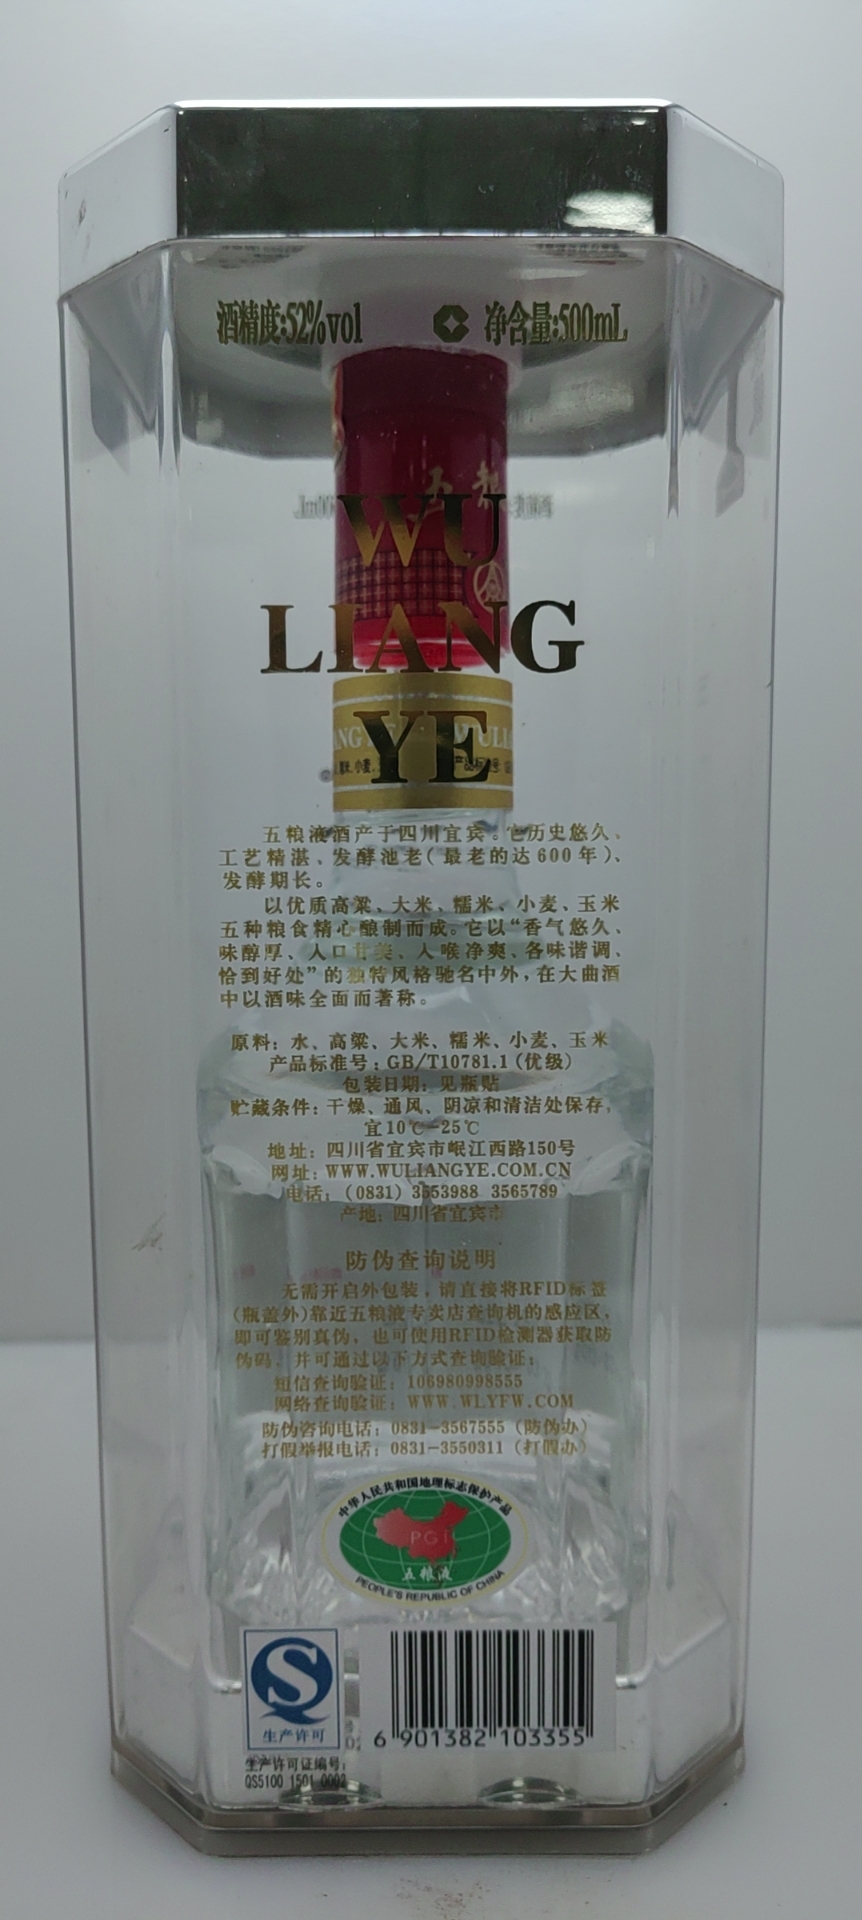 酒精度:52%vol 净含量:500mL
五粮
WU
LIANG
YE
五粮液酒产于四川宜宾。它历史悠久、
工艺精湛、发酵池老(最老的达600年)、
发酵期长。
以优质高粱、大米、糯米、小麦、玉米
五种粮食精心酿制而成。它以“香气悠久、
味醇厚、入口甘美、入喉净爽、各味谐调、
恰到好处”的独特风格驰名中外,在大曲酒
中以酒味全面而著称。
原料：水、高粱、大米、糯米、小麦、玉米
产品标准号：GB/T10781.1(优级)
包装日期：见瓶贴
贮藏条件：干燥、通风、阴凉和清洁处保存，
宜10℃-25℃
地址：四川省宜宾市岷江西路150号
网址：WWW.WULIANGYE.COM.CN
电话：(0831) 3553988 3565789
产地：四川省宜宾市
防伪查询说明
无需开启外包装，请直接将RFID标签
(瓶盖外)靠近五粮液专卖店查询机的感应区，
即可鉴别真伪，也可使用RFID检测器获取防
伪码，并可通过以下方式查询验证：
短信查询验证：106980998555
网络查询验证：WWW.WLYFW.COM
防伪咨询电话：0831-3567555 (防伪办)
打假举报电话：0831-3550311 (打假办)
中华人民共和国地理标志保护产品
PGI
五粮液
PEOPLE'S REPUBLIC OF CHINA
生产许可
6 901382 103355
生产许可证编号:
QS5100 1501 0002